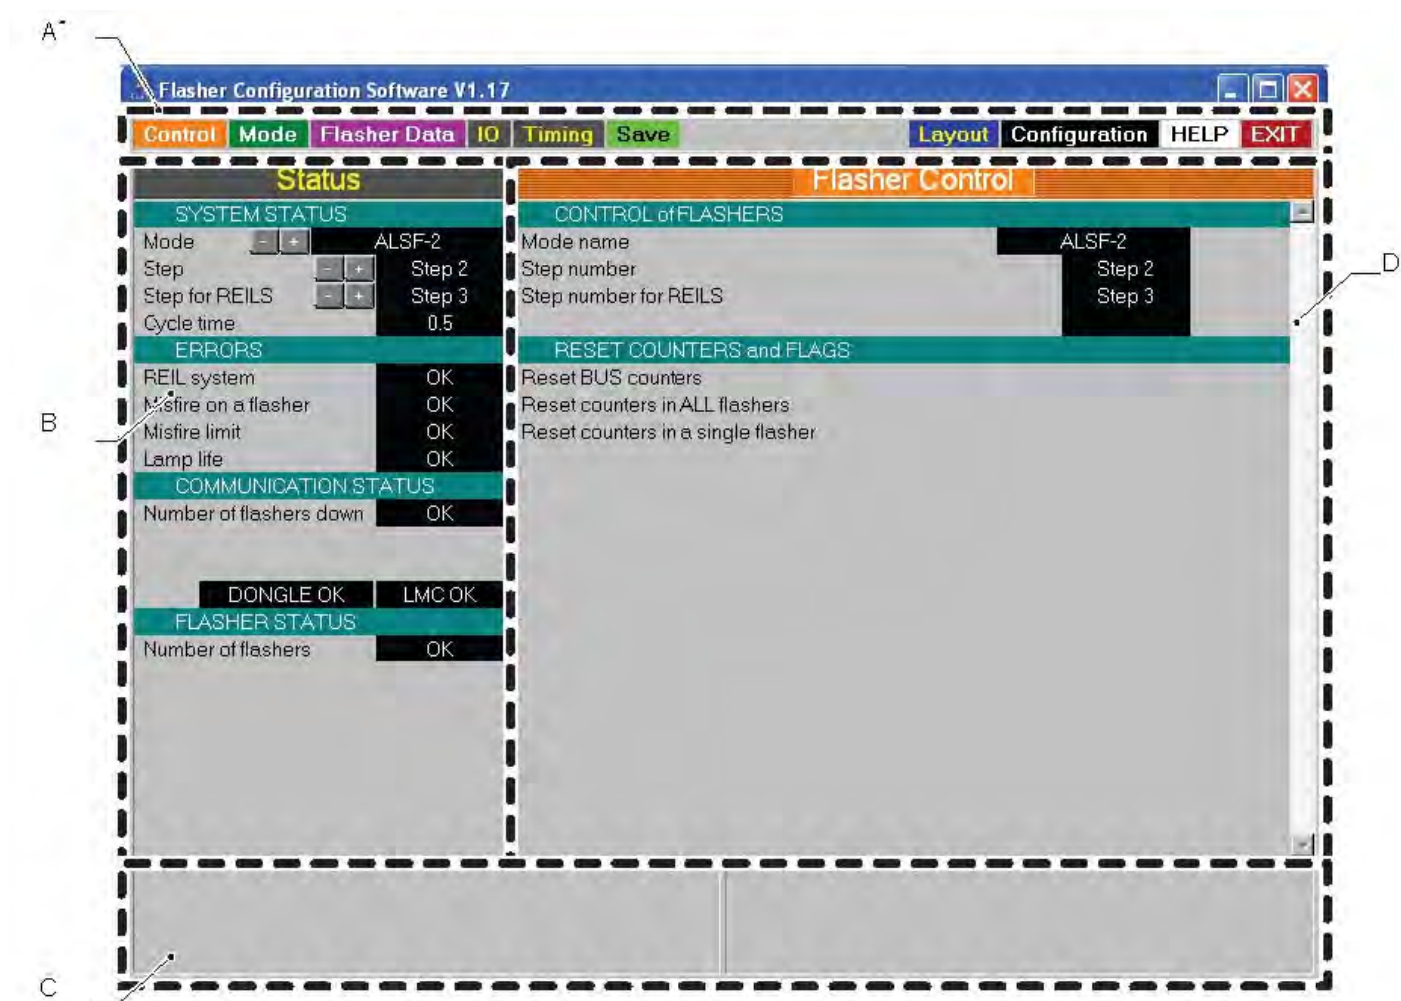 A
Flasher Configuration Software V1.17
Control Mode Flasher Data IO Timing Save Layout Configuration HELP EXIT
Status
SYSTEM STATUS
Mode - + ALSF-2
Step - + Step 2
Step for REILS - + Step 3
Cycle time 0.5
ERRORS
REIL system OK
Misfire on a flasher OK
Misfire limit OK
Lamp life OK
COMMUNICATION STATUS
Number of flashers down OK
DONGLE OK LMC OK
FLASHER STATUS
Number of flashers OK
Flasher Control
CONTROL of FLASHERS
Mode name ALSF-2
Step number Step 2
Step number for REILS Step 3
RESET COUNTERS and FLAGS
Reset BUS counters
Reset counters in ALL flashers
Reset counters in a single flasher
D
B
C